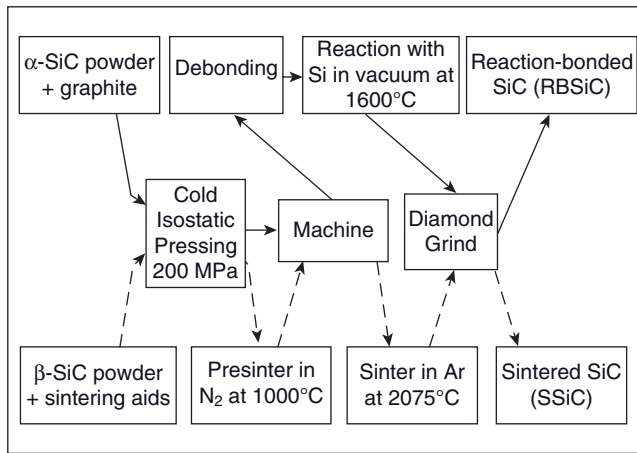 α-SiC powder
+ graphite
Debonding
Reaction with
Si in vacuum at
1600°C
Reaction-bonded
SiC (RBSiC)
Cold
Isostatic
Pressing
200 MPa
Machine
Diamond
Grind
β-SiC powder
+ sintering aids
Presinter in
N₂ at 1000°C
Sinter in Ar
at 2075°C
Sintered SiC
(SSiC)